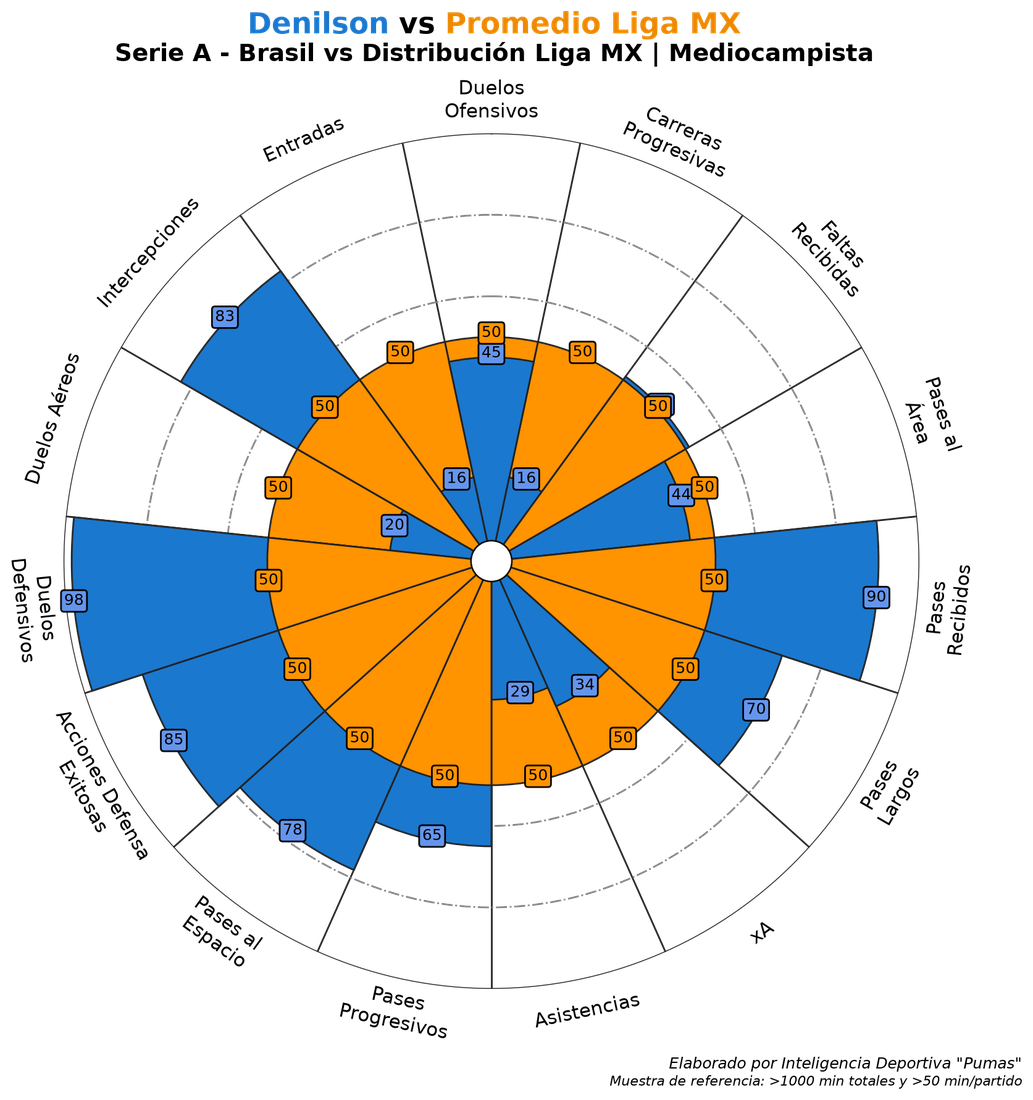 Denilson vs Promedio Liga MX
Serie A - Brasil vs Distribución Liga MX | Mediocampista
Duelos
Ofensivos
Carreras
Progresivas
Faltas
Recibidas
Pases al
Área
Pases
Recibidos
Pases
Largos
xA
Asistencias
Pases
Progresivos
Pases al
Espacio
Acciones Defensa
Exitosas
Duelos
Defensivos
Duelos Aéreos
Intercepciones
Entradas
50
45
50
16
50
50
44
50
90
50
70
50
34
50
29
50
65
50
78
50
85
50
98
50
20
50
83
50
16
Elaborado por Inteligencia Deportiva "Pumas"
Muestra de referencia: >1000 min totales y >50 min/partido